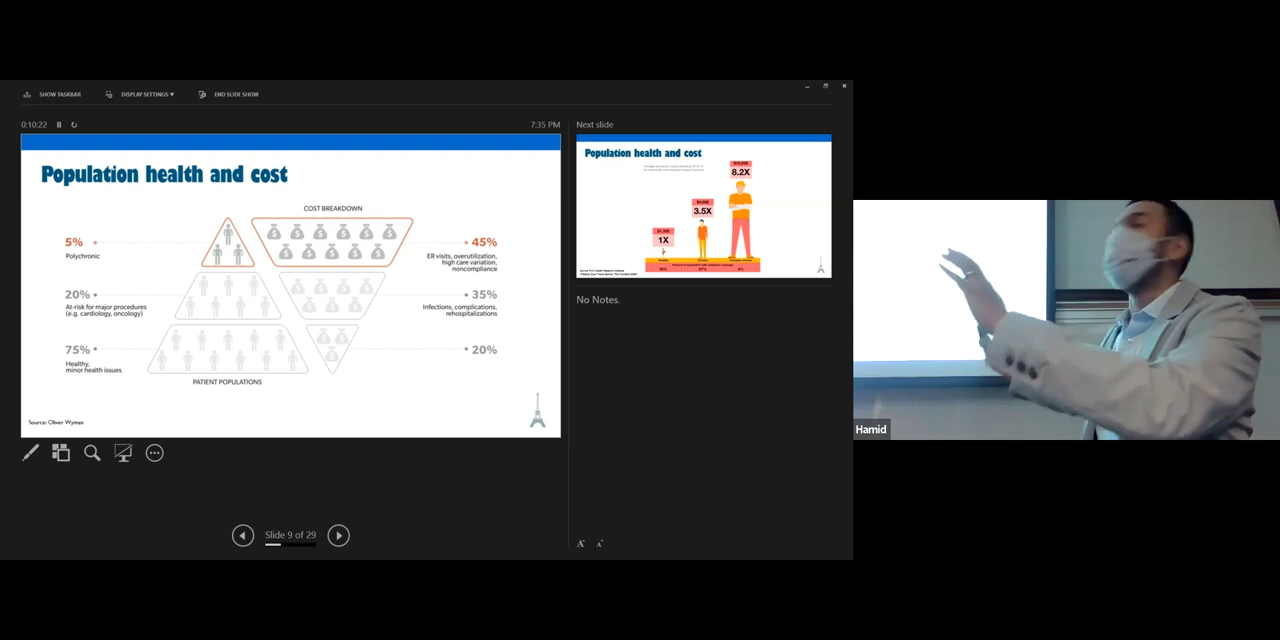 SHOW TASKBAR
DISPLAY SETTINGS ▾
END SLIDE SHOW
0:10:22
7:35 PM
Population health and cost
COST BREAKDOWN
5%
Polychronic
45%
ER visits, overutilization,
high care variation,
noncompliance
20%
At-risk for major procedures
(e.g. cardiology, oncology)
35%
Infections, complications,
rehospitalizations
75%
Healthy,
minor health issues
20%
PATIENT POPULATIONS
Source: Oliver Wyman
Slide 9 of 29
Next slide
Population health and cost
8.2X
3.5X
1X
No Notes.
A
A
Hamid